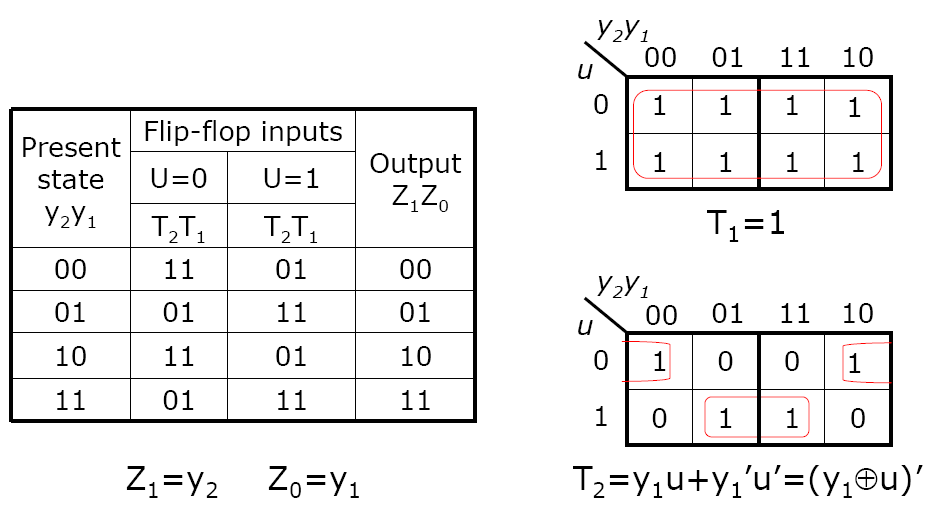 Present state y₂y₁ Flip-flop inputs Output Z₁Z₀
U=0 U=1
T₂T₁ T₂T₁
00 11 01 00
01 01 11 01
10 11 01 10
11 01 11 11
Z₁=y₂ Z₀=y₁
y₂y₁
u 00 01 11 10
0 1 1 1 1
1 1 1 1 1
T₁=1
y₂y₁
u 00 01 11 10
0 1 0 0 1
1 0 1 1 0
T₂=y₁u+y₁′u′=(y₁⊕u)′